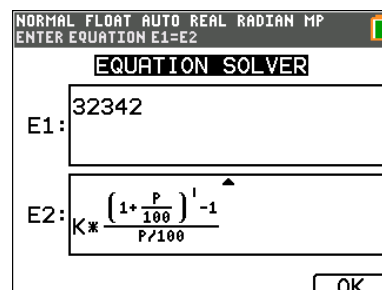 NORMAL FLOAT AUTO REAL RADIAN MP
ENTER EQUATION E1=E2
EQUATION SOLVER
E1: 32342
E2: K*((1+P/100)^I-1)/(P/100)
OK